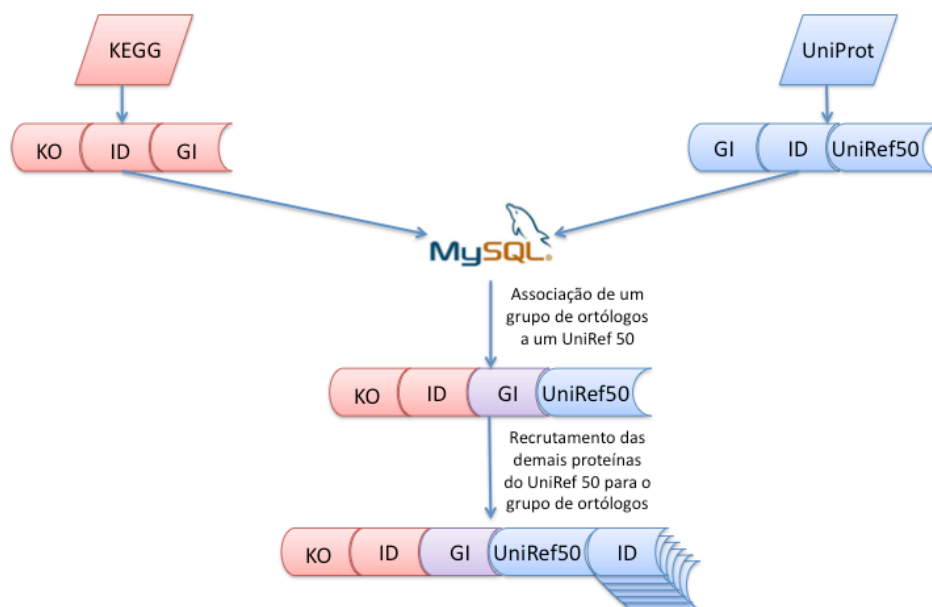 KEGG
UniProt
KO ID GI
GI ID UniRef50
MySQL®
Associação de um
grupo de ortólogos
a um UniRef 50
KO ID GI UniRef50
Recrutamento das
demais proteínas
do UniRef 50 para o
grupo de ortólogos
KO ID GI UniRef50 ID